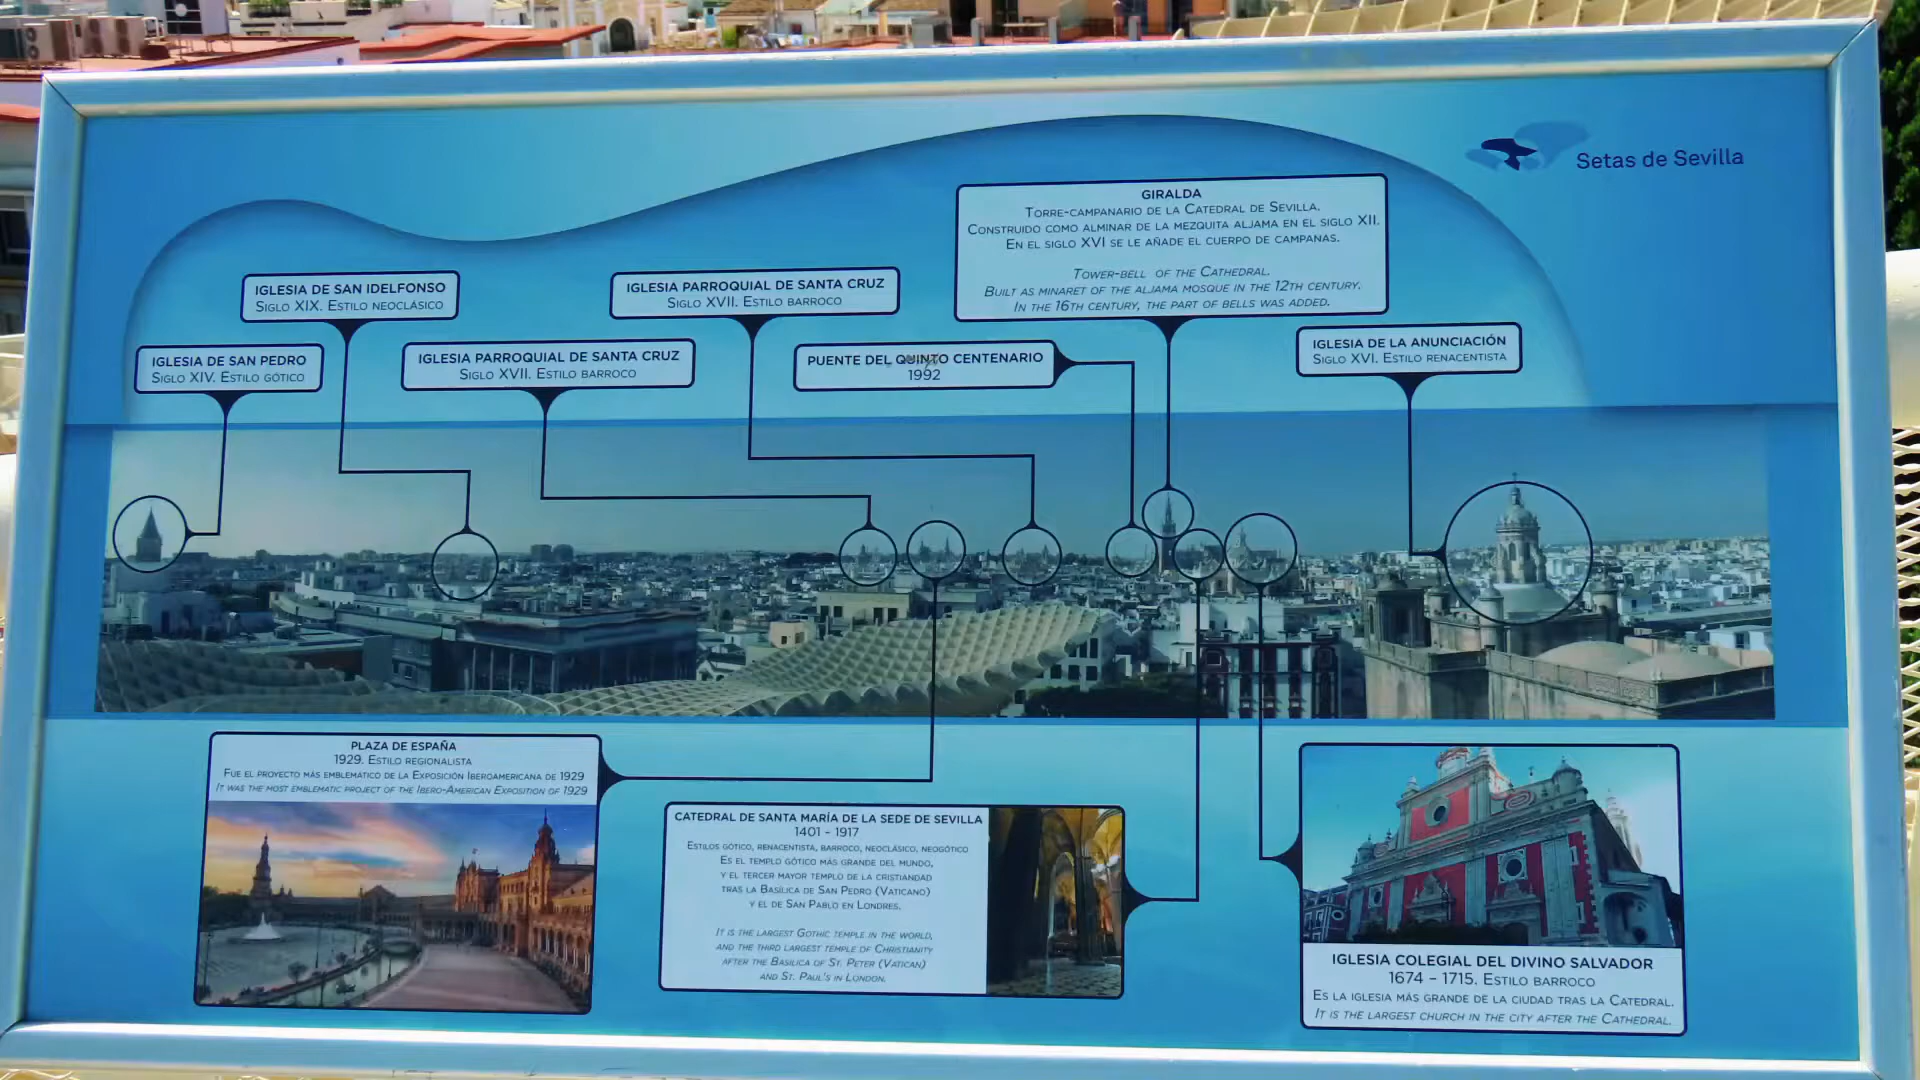 Setas de Sevilla
GIRALDA
Torre-campanario de la Catedral de Sevilla.
Construido como alminar de la mezquita aljama en el siglo XII.
En el siglo XVI se le añade el cuerpo de campanas.
Tower-bell of the Cathedral.
Built as minaret of the aljama mosque in the 12th century.
In the 16th century, the part of bells was added.
IGLESIA DE SAN IDELFONSO
Siglo XIX. Estilo neoclásico
IGLESIA PARROQUIAL DE SANTA CRUZ
Siglo XVII. Estilo barroco
IGLESIA DE LA ANUNCIACIÓN
Siglo XVI. Estilo renacentista
IGLESIA DE SAN PEDRO
Siglo XIV. Estilo gótico
IGLESIA PARROQUIAL DE SANTA CRUZ
Siglo XVII. Estilo barroco
PUENTE DEL QUINTO CENTENARIO
1992
PLAZA DE ESPAÑA
1929. Estilo regionalista
Fue el proyecto más emblemático de la Exposición Iberoamericana de 1929
It was the most emblematic project of the Ibero-American Exposition of 1929
CATEDRAL DE SANTA MARÍA DE LA SEDE DE SEVILLA
1401 - 1917
Estilos gótico, renacentista, barroco, neoclásico, neogótico
Es el templo gótico más grande del mundo,
y el tercer mayor templo de la cristiandad
tras la Basílica de San Pedro (Vaticano)
y el de San Pablo en Londres.
It is the largest Gothic temple in the world,
and the third largest temple of Christianity
after the Basilica of St. Peter (Vatican)
and St. Paul's in London.
IGLESIA COLEGIAL DEL DIVINO SALVADOR
1674 - 1715. Estilo barroco
Es la iglesia más grande de la ciudad tras la Catedral.
It is the largest church in the city after the Cathedral.